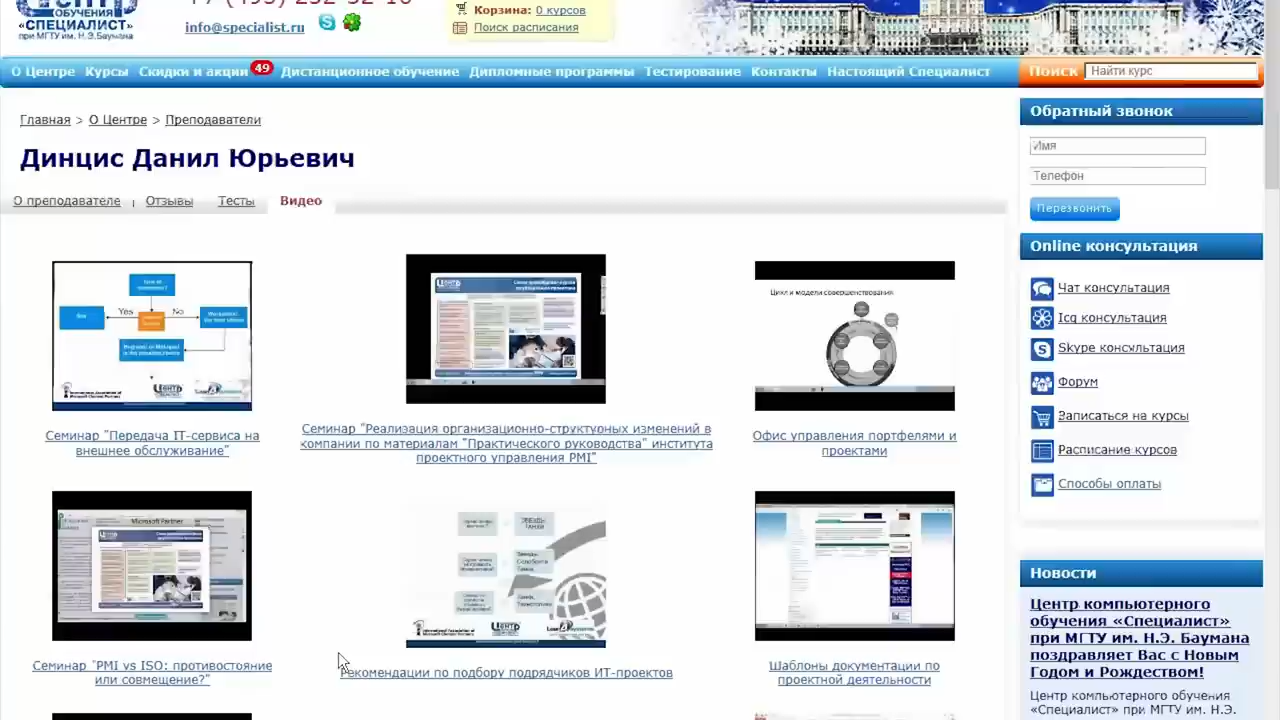 ОБУЧЕНИЯ
«СПЕЦИАЛИСТ»
при МГТУ им. Н.Э.Баумана
info@specialist.ru
Корзина: 0 курсов
Поиск расписания
О Центре Курсы Скидки и акции 49 Дистанционное обучение Дипломные программы Тестирование Контакты Настоящий Специалист
Поиск Найти курс
Главная > О Центре > Преподаватели
Динцис Данил Юрьевич
О преподавателе | Отзывы Тесты Видео
Yes No
Цикл и модели совершенствования
Семинар "Передача IT-сервиса на
внешнее обслуживание"
Семинар "Реализация организационно-структурных изменений в
компании по материалам "Практического руководства" института
проектного управления PMI"
Офис управления портфелями и
проектами
Microsoft Partner
Семинар "PMI vs ISO: противостояние
или совмещение?"
Рекомендации по подбору подрядчиков ИТ-проектов
Шаблоны документации по
проектной деятельности
Обратный звонок
Имя
Телефон
Перезвонить
Online консультация
Чат консультация
Icq консультация
Skype консультация
Форум
Записаться на курсы
Расписание курсов
Способы оплаты
Новости
Центр компьютерного
обучения «Специалист»
при МГТУ им. Н.Э. Баумана
поздравляет Вас с Новым
Годом и Рождеством!
Центр компьютерного обучения
«Специалист» при МГТУ им. Н.Э.